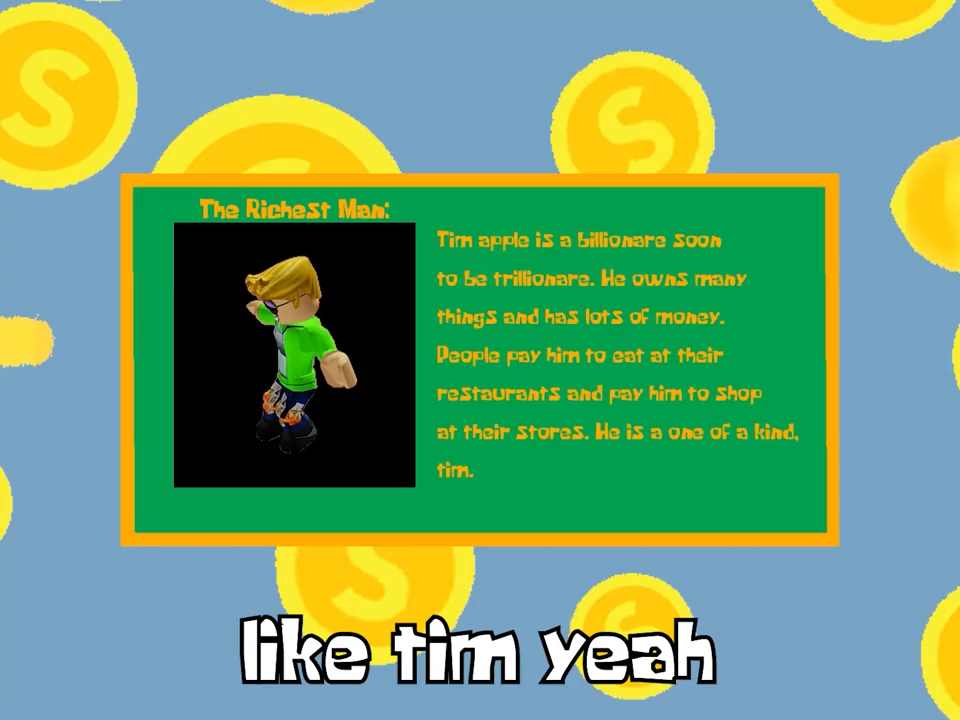 The Richest Man:
Tim apple is a billionare soon
to be trillionare. He owns many
things and has lots of money.
People pay him to eat at their
restaurants and pay him to shop
at their stores. He is a one of a kind,
tim.
like tim yeah